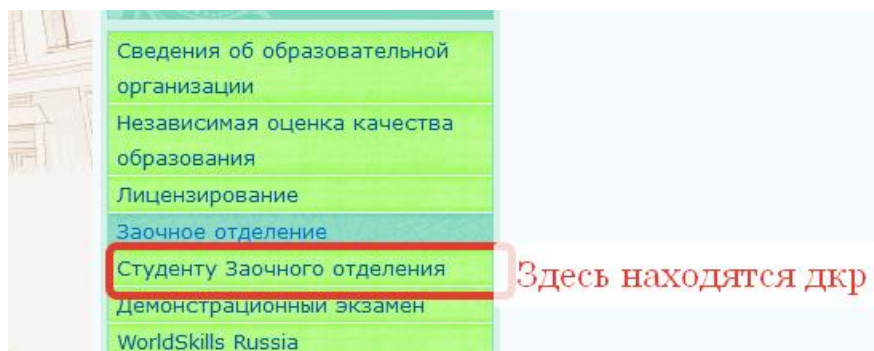 Сведения об образовательной
организации
Независимая оценка качества
образования
Лицензирование
Заочное отделение
Студенту Заочного отделения
Здесь находятся дкр
Демонстрационный экзамен
WorldSkills Russia